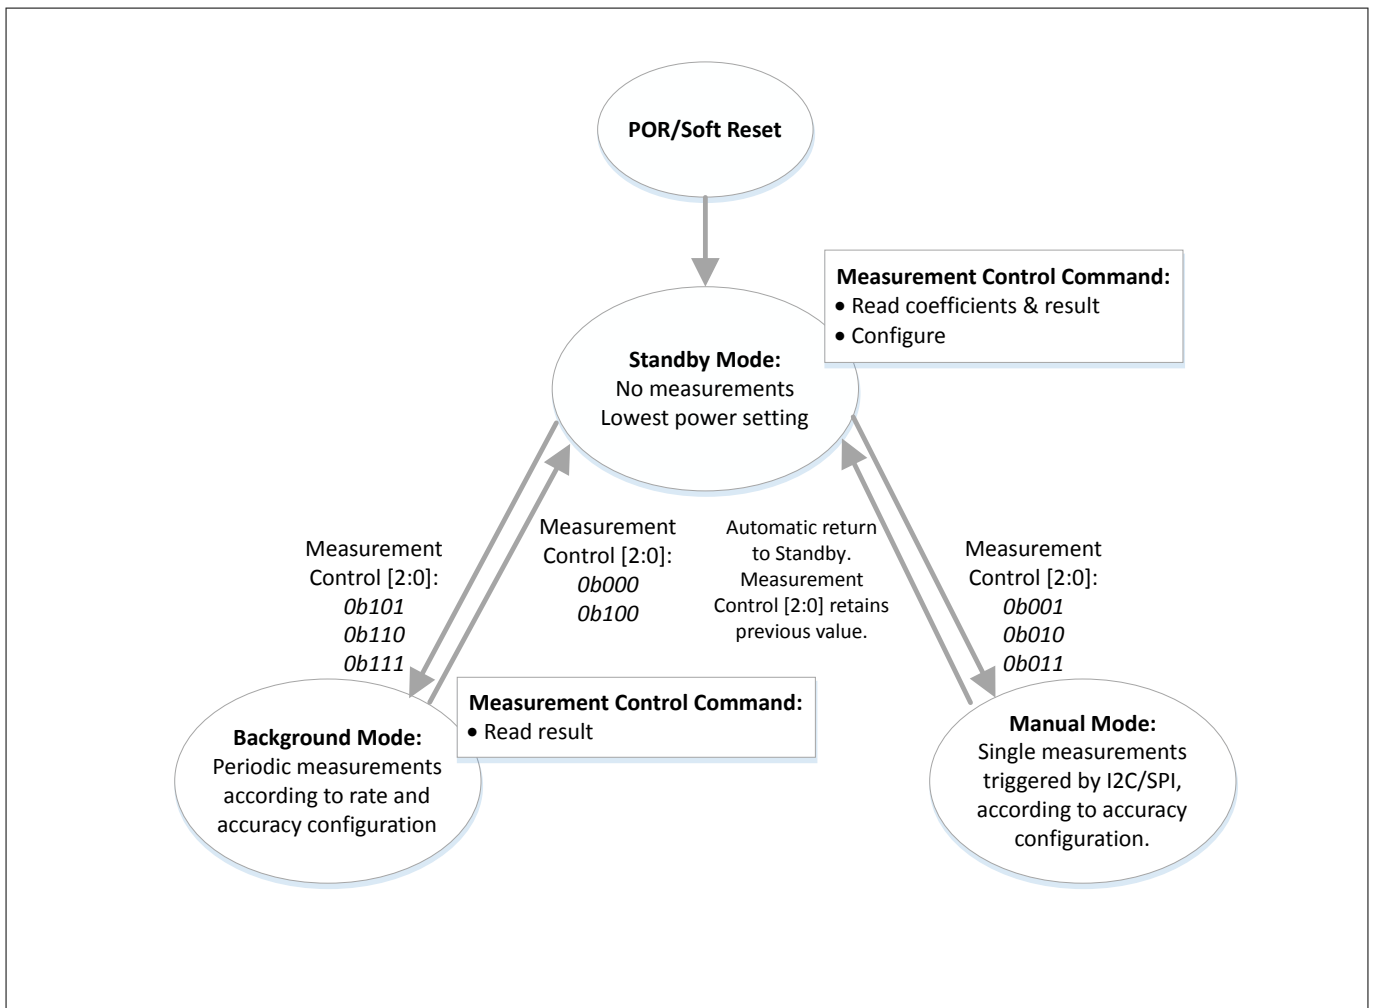 POR/Soft Reset
Measurement Control Command:
• Read coefficients & result
• Configure
Standby Mode:
No measurements
Lowest power setting
Measurement
Control [2:0]:
0b101
0b110
0b111
Measurement
Control [2:0]:
0b000
0b100
Automatic return
to Standby.
Measurement
Control [2:0] retains
previous value.
Measurement
Control [2:0]:
0b001
0b010
0b011
Measurement Control Command:
• Read result
Background Mode:
Periodic measurements
according to rate and
accuracy configuration
Manual Mode:
Single measurements
triggered by I2C/SPI,
according to accuracy
configuration.